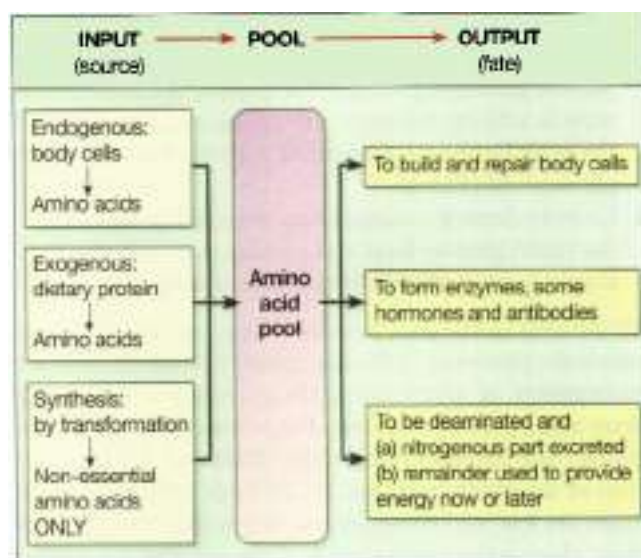 INPUT
(source)
POOL
OUTPUT
(fate)
Endogenous:
body cells
Amino acids
Exogenous:
dietary protein
Amino acids
Synthesis:
by transformation
Non-essential
amino acids
ONLY
Amino
acid
pool
To build and repair body cells
To form enzymes, some
hormones and antibodies
To be deaminated and
(a) nitrogenous part excreted
(b) remainder used to provide
energy now or later